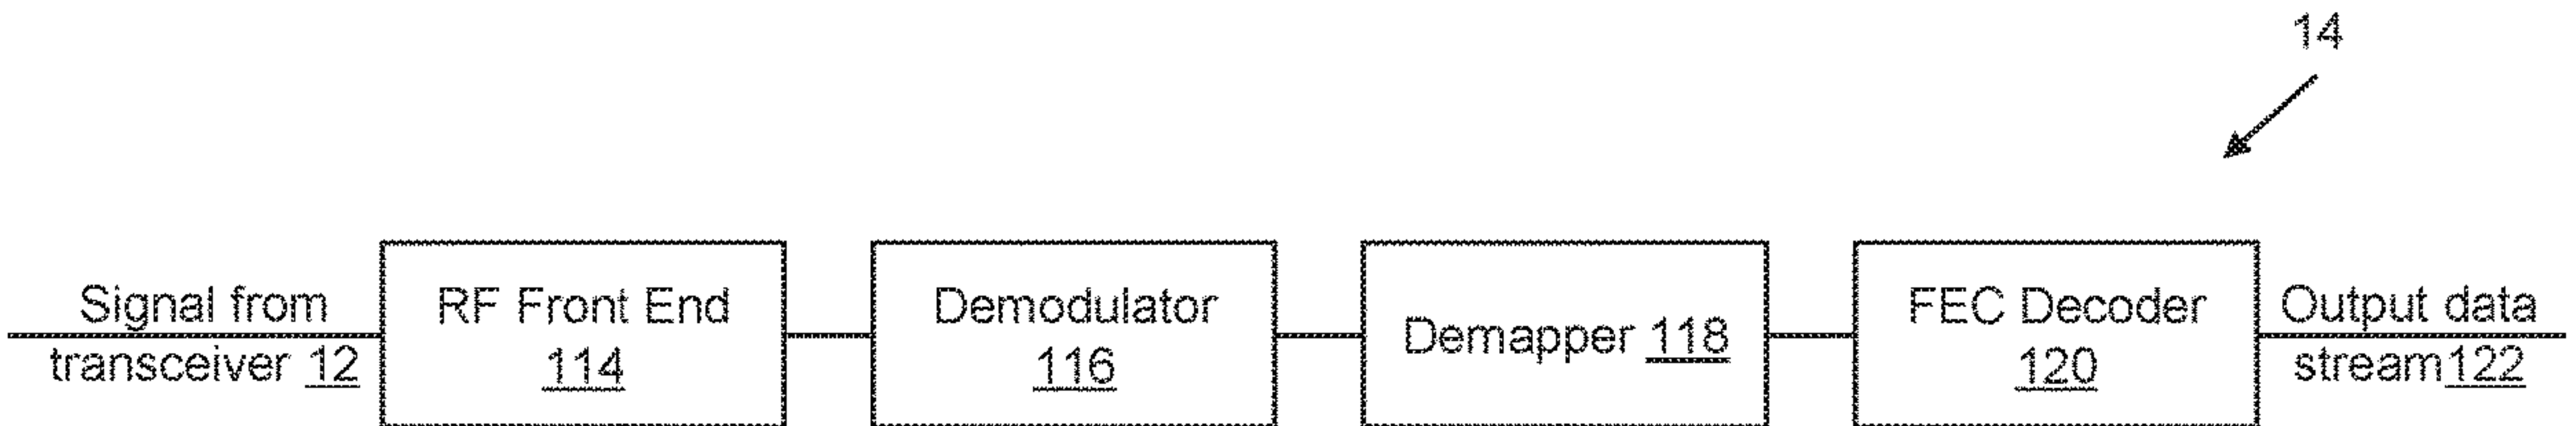 14
Signal from
transceiver 12
RF Front End
114
Demodulator
116
Demapper 118
FEC Decoder
120
Output data
stream122